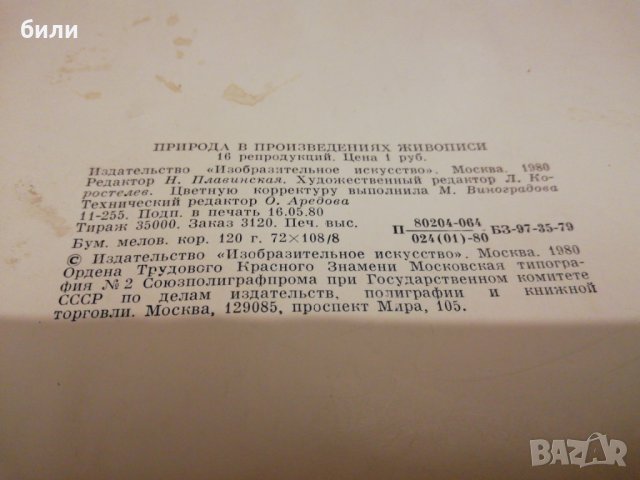 били
ПРИРОДА В ПРОИЗВЕДЕНИЯХ ЖИВОПИСИ
16 репродукций. Цена 1 руб.
Издательство «Изобразительное искусство». Москва. 1980
Редактор Н. Плавинская. Художественный редактор Л. Ко-
ростелев. Цветную корректуру выполнила М. Виноградова
Технический редактор О. Аредова
11-255. Подп. в печать 16.05.80
Тираж 35000. Заказ 3120. Печ. выс.
Бум. мелов. кор. 120 г. 72×108/8
П 80204-064/024(01)-80 БЗ-97-35-79
© Издательство «Изобразительное искусство». Москва. 1980
Ордена Трудового Красного Знамени Московская типогра-
фия № 2 Союзполиграфпрома при Государственном комитете
СССР по делам издательств, полиграфии и книжной
торговли. Москва, 129085, проспект Мира, 105.
BAZAR